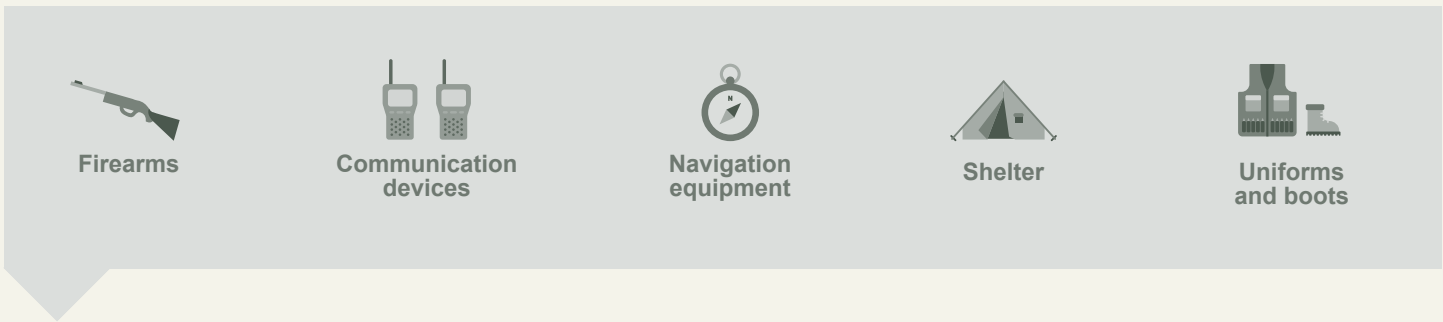 N
Firearms
Communication
devices
Navigation
equipment
Shelter
Uniforms
and boots